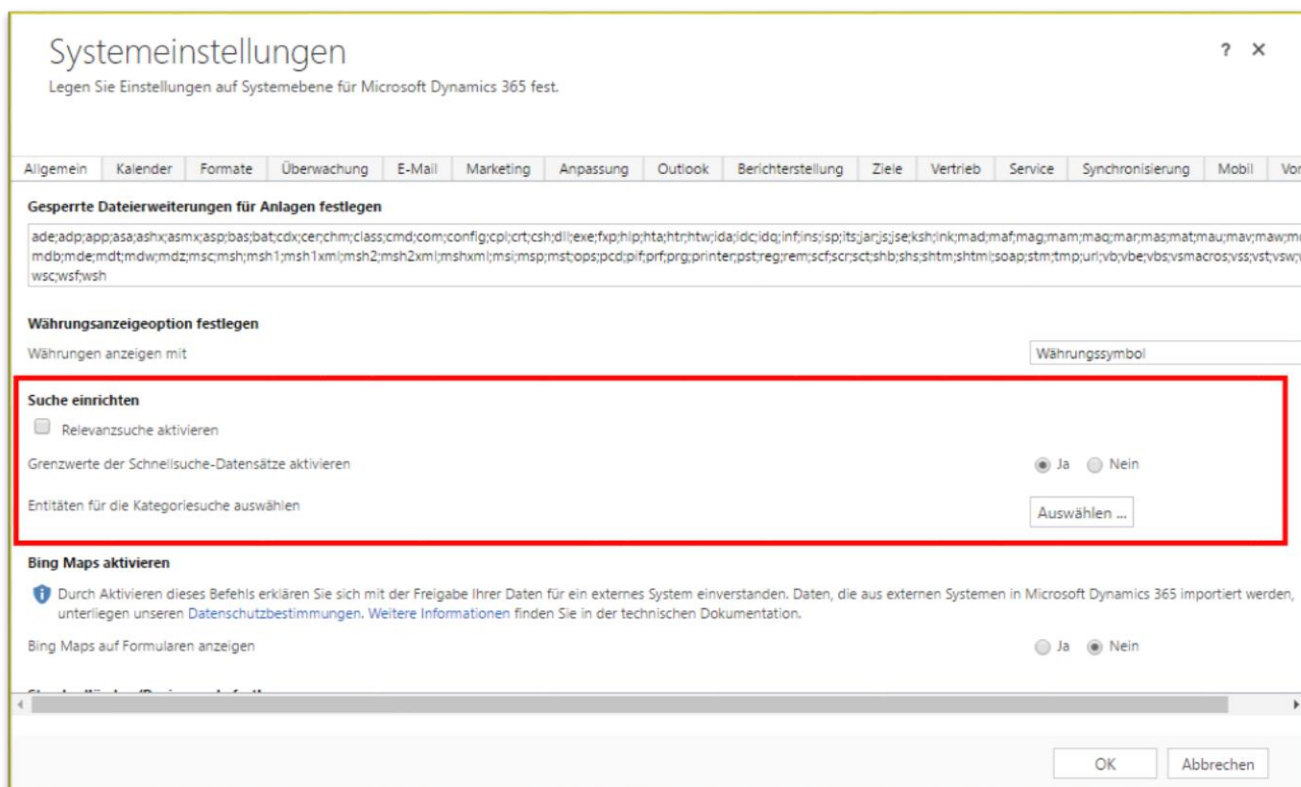 Systemeinstellungen
? ×
Legen Sie Einstellungen auf Systemebene für Microsoft Dynamics 365 fest.
Allgemein Kalender Formate Überwachung E-Mail Marketing Anpassung Outlook Berichterstellung Ziele Vertrieb Service Synchronisierung Mobil Vor
Gesperrte Dateierweiterungen für Anlagen festlegen
ade;adp;app;asa;ashx;asmx;asp;bas;bat;cdx;cer;chm;class;cmd;com;config;cpl;crt;csh;dll;exe;fxp;hlp;hta;htr;htw;ida;idc;idq;inf;ins;isp;its;jar;js;jse;ksh;lnk;mad;maf;mag;mam;maq;mar;mas;mat;mau;mav;maw;
mdb;mde;mdt;mdw;mdz;msc;msh;msh1;msh1xml;msh2;msh2xml;mshxml;msi;msp;mst;ops;pcd;pif;prf;prg;printer;pst;reg;rem;scf;scr;sct;shb;shs;shtm;shtml;soap;stm;tmp;url;vb;vbe;vbs;vsmacros;vss;vst;vsw;
wsc;wsf;wsh
Währungsanzeigeoption festlegen
Währungen anzeigen mit Währungssymbol
Suche einrichten
Relevanzsuche aktivieren
Grenzwerte der Schnellsuche-Datensätze aktivieren Ja Nein
Entitäten für die Kategoriesuche auswählen Auswählen ...
Bing Maps aktivieren
Durch Aktivieren dieses Befehls erklären Sie sich mit der Freigabe Ihrer Daten für ein externes System einverstanden. Daten, die aus externen Systemen in Microsoft Dynamics 365 importiert werden,
unterliegen unseren Datenschutzbestimmungen. Weitere Informationen finden Sie in der technischen Dokumentation.
Bing Maps auf Formularen anzeigen Ja Nein
OK Abbrechen